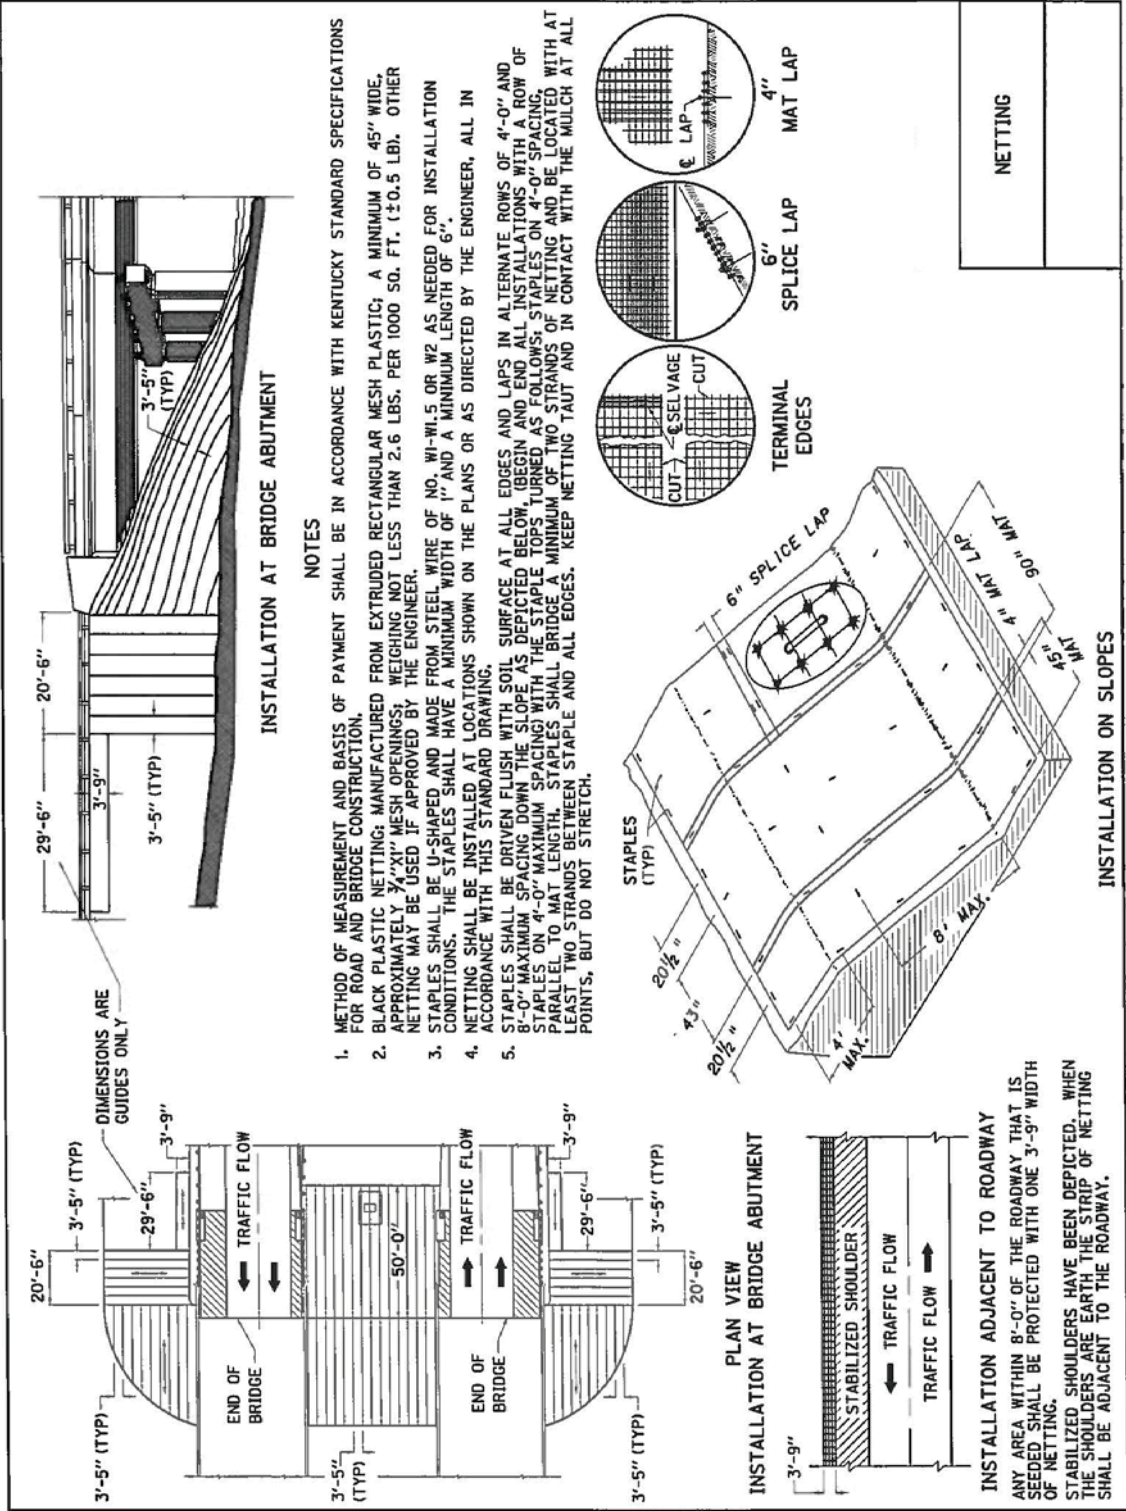 DIMENSIONS ARE
GUIDES ONLY
20'-6"
3'-5" (TYP)
29'-6"
3'-9"
3'-5" (TYP)
TRAFFIC FLOW
END OF
BRIDGE
50'-0"
3'-5"
(TYP)
END OF
BRIDGE
TRAFFIC FLOW
3'-9"
29'-6"
3'-5" (TYP)
20'-6"
3'-5" (TYP)
PLAN VIEW
INSTALLATION AT BRIDGE ABUTMENT
29'-6"
20'-6"
3'-9"
3'-5" (TYP)
3'-5"
(TYP)
INSTALLATION AT BRIDGE ABUTMENT
NOTES
1. METHOD OF MEASUREMENT AND BASIS OF PAYMENT SHALL BE IN ACCORDANCE WITH KENTUCKY STANDARD SPECIFICATIONS
FOR ROAD AND BRIDGE CONSTRUCTION.
2. BLACK PLASTIC NETTING: MANUFACTURED FROM EXTRUDED RECTANGULAR MESH PLASTIC; A MINIMUM OF 45" WIDE,
APPROXIMATELY 3/4"X1" MESH OPENINGS; WEIGHING NOT LESS THAN 2.6 LBS. PER 1000 SQ. FT. (±0.5 LB). OTHER
NETTING MAY BE USED IF APPROVED BY THE ENGINEER.
3. STAPLES SHALL BE U-SHAPED AND MADE FROM STEEL WIRE OF NO. W1-W1.5 OR W2 AS NEEDED FOR INSTALLATION
CONDITIONS. THE STAPLES SHALL HAVE A MINIMUM WIDTH OF 1" AND A MINIMUM LENGTH OF 6".
4. NETTING SHALL BE INSTALLED AT LOCATIONS SHOWN ON THE PLANS OR AS DIRECTED BY THE ENGINEER, ALL IN
ACCORDANCE WITH THIS STANDARD DRAWING.
5. STAPLES SHALL BE DRIVEN FLUSH WITH SOIL SURFACE AT ALL EDGES AND LAPS IN ALTERNATE ROWS OF 4'-0" AND
8'-0" MAXIMUM SPACING DOWN THE SLOPE AS DEPICTED BELOW, (BEGIN AND END ALL INSTALLATIONS WITH A ROW OF
STAPLES ON 4'-0" MAXIMUM SPACING) WITH THE STAPLE TOPS TURNED AS FOLLOWS: STAPLES ON 4'-0" SPACING,
PARALLEL TO MAT LENGTH. STAPLES SHALL BRIDGE A MINIMUM OF TWO STRANDS OF NETTING AND BE LOCATED WITH AT
LEAST TWO STRANDS BETWEEN STAPLE AND ALL EDGES. KEEP NETTING TAUT AND IN CONTACT WITH THE MULCH AT ALL
POINTS, BUT DO NOT STRETCH.
3'-9"
STABILIZED SHOULDER
TRAFFIC FLOW
TRAFFIC FLOW
INSTALLATION ADJACENT TO ROADWAY
ANY AREA WITHIN 8'-0" OF THE ROADWAY THAT IS
SEEDED SHALL BE PROTECTED WITH ONE 3'-9" WIDTH
OF NETTING.
STABILIZED SHOULDERS HAVE BEEN DEPICTED. WHEN
THE SHOULDERS ARE EARTH THE STRIP OF NETTING
SHALL BE ADJACENT TO THE ROADWAY.
STAPLES
(TYP)
20½"
43"
20½"
4'
MAX.
8' MAX.
6" SPLICE LAP
45"
MAT
4" MAT LAP
90" MAT
INSTALLATION ON SLOPES
CUT
℄ SELVAGE
CUT
TERMINAL
EDGES
6"
SPLICE LAP
℄ LAP
4"
MAT LAP
NETTING